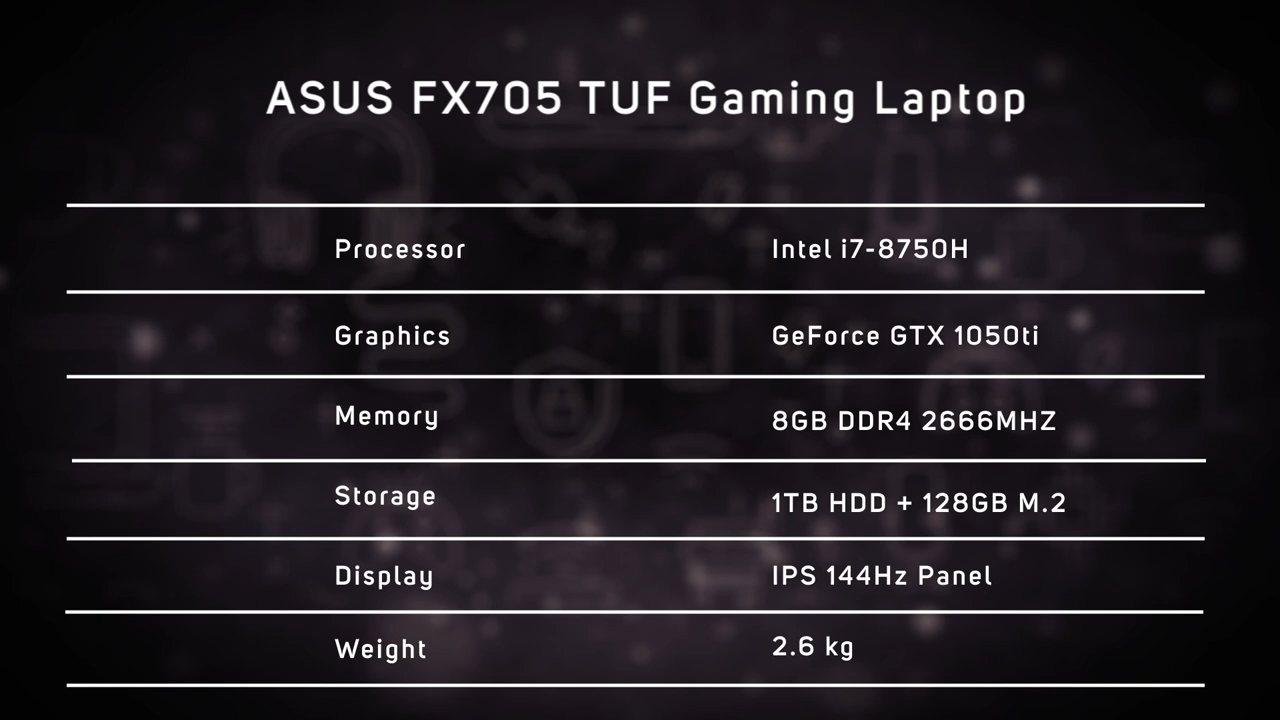 ASUS FX705 TUF Gaming Laptop
Processor Intel i7-8750H
Graphics GeForce GTX 1050ti
Memory 8GB DDR4 2666MHZ
Storage 1TB HDD + 128GB M.2
Display IPS 144Hz Panel
Weight 2.6 kg